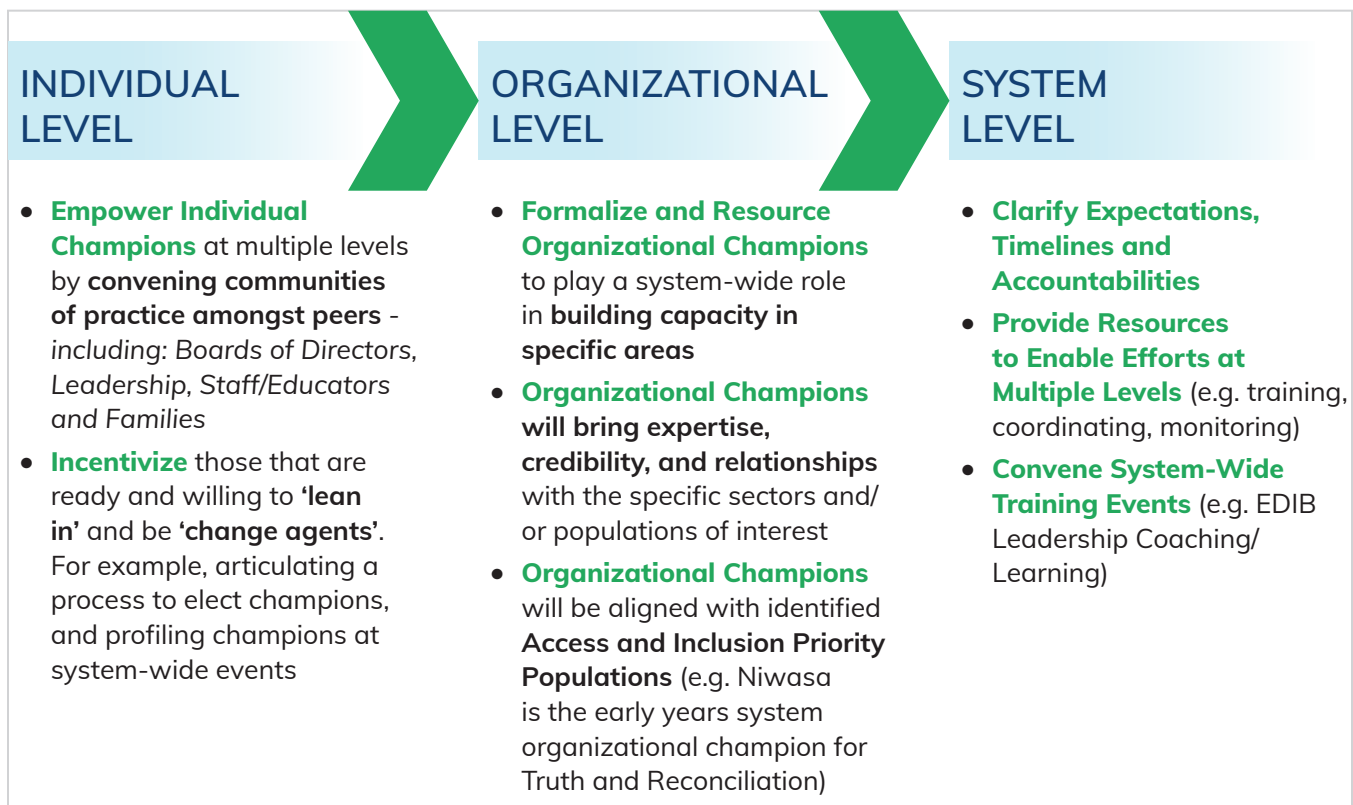 INDIVIDUAL
LEVEL
• Empower Individual
Champions at multiple levels
by convening communities
of practice amongst peers -
including: Boards of Directors,
Leadership, Staff/Educators
and Families
• Incentivize those that are
ready and willing to ‘lean
in’ and be ‘change agents’.
For example, articulating a
process to elect champions,
and profiling champions at
system-wide events
ORGANIZATIONAL
LEVEL
• Formalize and Resource
Organizational Champions
to play a system-wide role
in building capacity in
specific areas
• Organizational Champions
will bring expertise,
credibility, and relationships
with the specific sectors and/
or populations of interest
• Organizational Champions
will be aligned with identified
Access and Inclusion Priority
Populations (e.g. Niwasa
is the early years system
organizational champion for
Truth and Reconciliation)
SYSTEM
LEVEL
• Clarify Expectations,
Timelines and
Accountabilities
• Provide Resources
to Enable Efforts at
Multiple Levels (e.g. training,
coordinating, monitoring)
• Convene System-Wide
Training Events (e.g. EDIB
Leadership Coaching/
Learning)